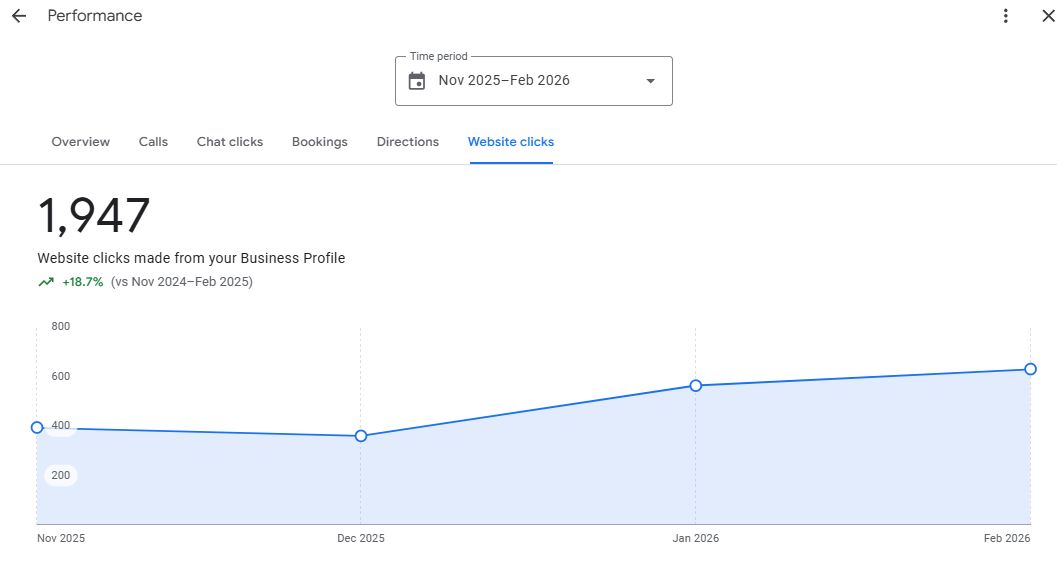 Performance
Time period
Nov 2025–Feb 2026
Overview Calls Chat clicks Bookings Directions Website clicks
1,947
Website clicks made from your Business Profile
+18.7% (vs Nov 2024–Feb 2025)
800
600
400
200
Nov 2025 Dec 2025 Jan 2026 Feb 2026